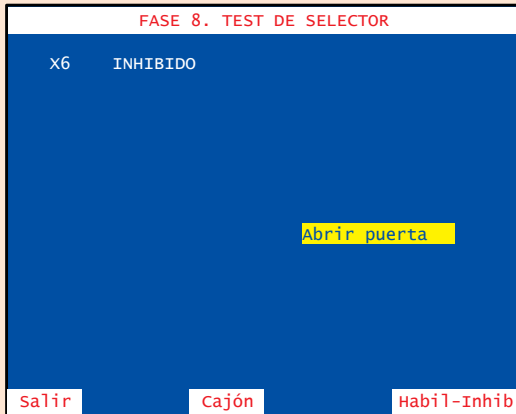 FASE 8. TEST DE SELECTOR
X6 INHIBIDO
Abrir puerta
Salir Cajón Habil-Inhib